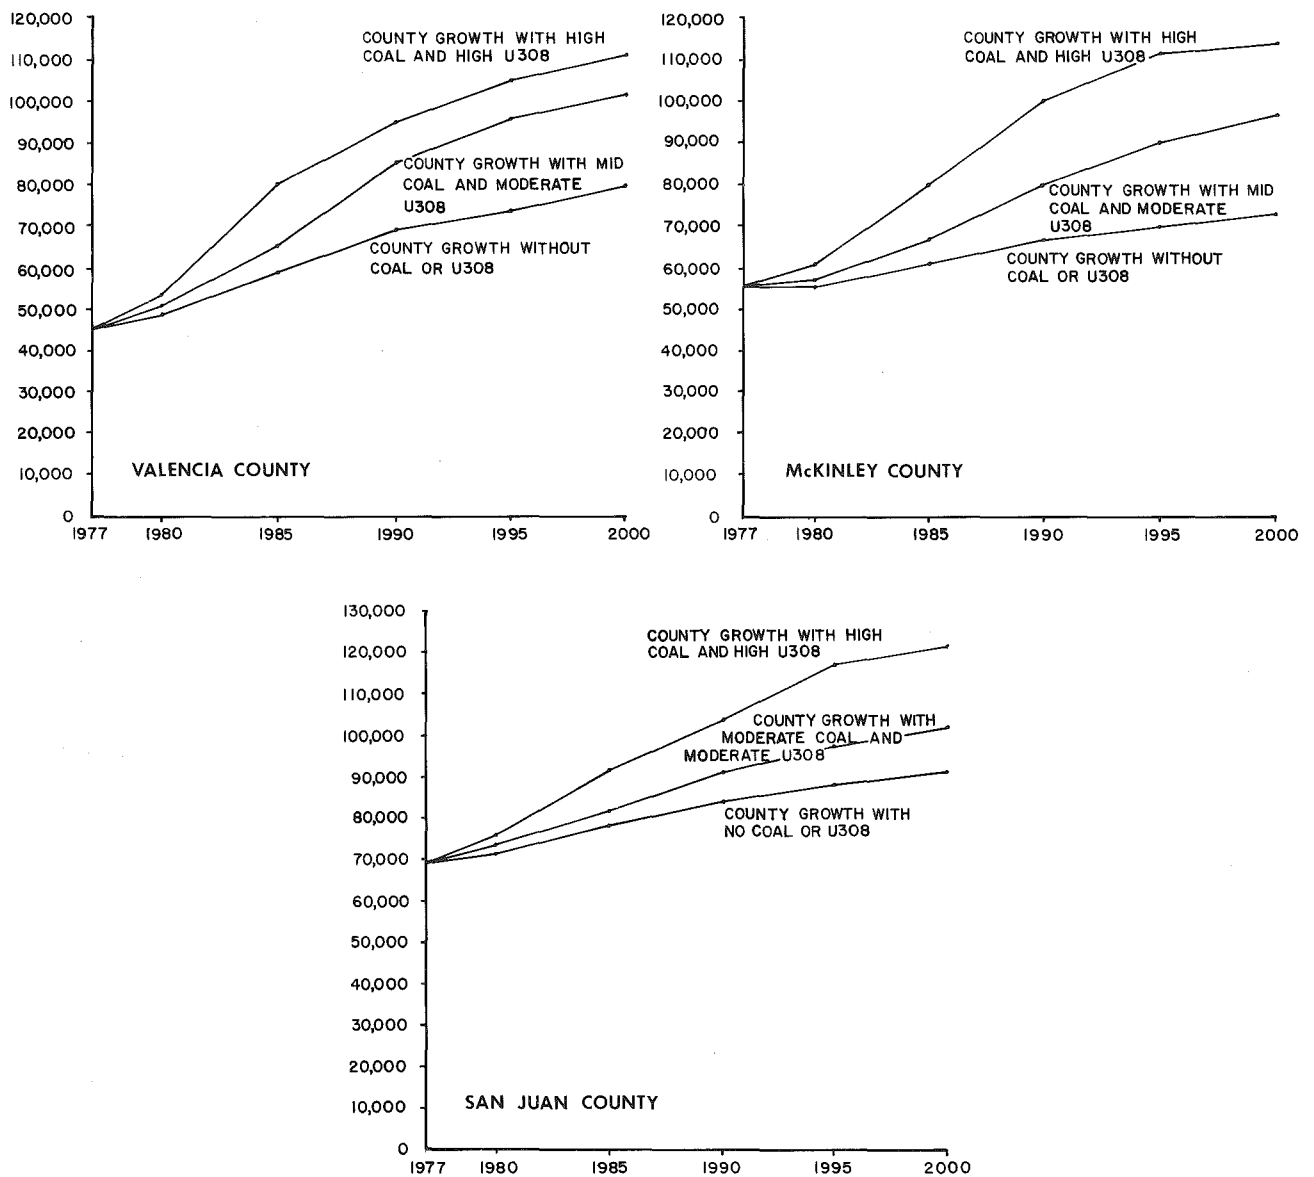 120,000
110,000
100,000
90,000
80,000
70,000
60,000
50,000
40,000
30,000
20,000
10,000
0
COUNTY GROWTH WITH HIGH
COAL AND HIGH U308
COUNTY GROWTH WITH MID
COAL AND MODERATE
U308
COUNTY GROWTH WITHOUT
COAL OR U308
VALENCIA COUNTY
1977 1980 1985 1990 1995 2000
120,000
110,000
100,000
90,000
80,000
70,000
60,000
50,000
40,000
30,000
20,000
10,000
0
COUNTY GROWTH WITH HIGH
COAL AND HIGH U308
COUNTY GROWTH WITH MID
COAL AND MODERATE
U308
COUNTY GROWTH WITHOUT
COAL OR U308
McKINLEY COUNTY
1977 1980 1985 1990 1995 2000
130,000
120,000
110,000
100,000
90,000
80,000
70,000
60,000
50,000
40,000
30,000
20,000
10,000
0
COUNTY GROWTH WITH HIGH
COAL AND HIGH U308
COUNTY GROWTH WITH
MODERATE COAL AND
MODERATE U308
COUNTY GROWTH WITH
NO COAL OR U308
SAN JUAN COUNTY
1977 1980 1985 1990 1995 2000